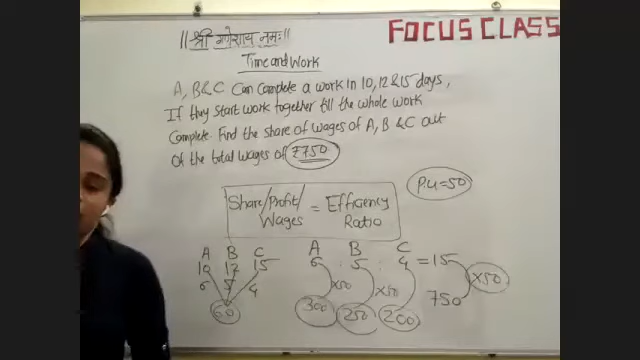 || श्री गणेशाय नमः ||
FOCUS CLASS
Time and Work
A, B & C Can Complete a work in 10, 12 & 15 days,
If they start work together till the whole work
Complete. Find the share of wages of A, B & C out
Of the total wages of ₹750
P.U = 50
Share/Profit/Wages = Efficiency Ratio
A B C
10 12 15
6 5 4
60
A B C
6 : 5 : 4 = 15
×50 ×50 ×50
300 250 200 750